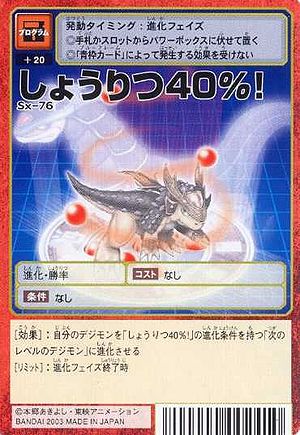 プログラム
+20
発動タイミング：進化フェイズ
◎手札かスロットからパワーボックスに伏せて置く
◎「青枠カード」によって発生する効果を受けない
しょうりつ40%！
Sx-76
進化・勝率
コスト なし
条件 なし
［効果］：自分のデジモンを「しょうりつ40%！」の進化条件を持つ「次の
レベルのデジモン」に進化させる
［リミット］：進化フェイズ終了時
©本郷あきよし・東映アニメーション
BANDAI 2003 MADE IN JAPAN